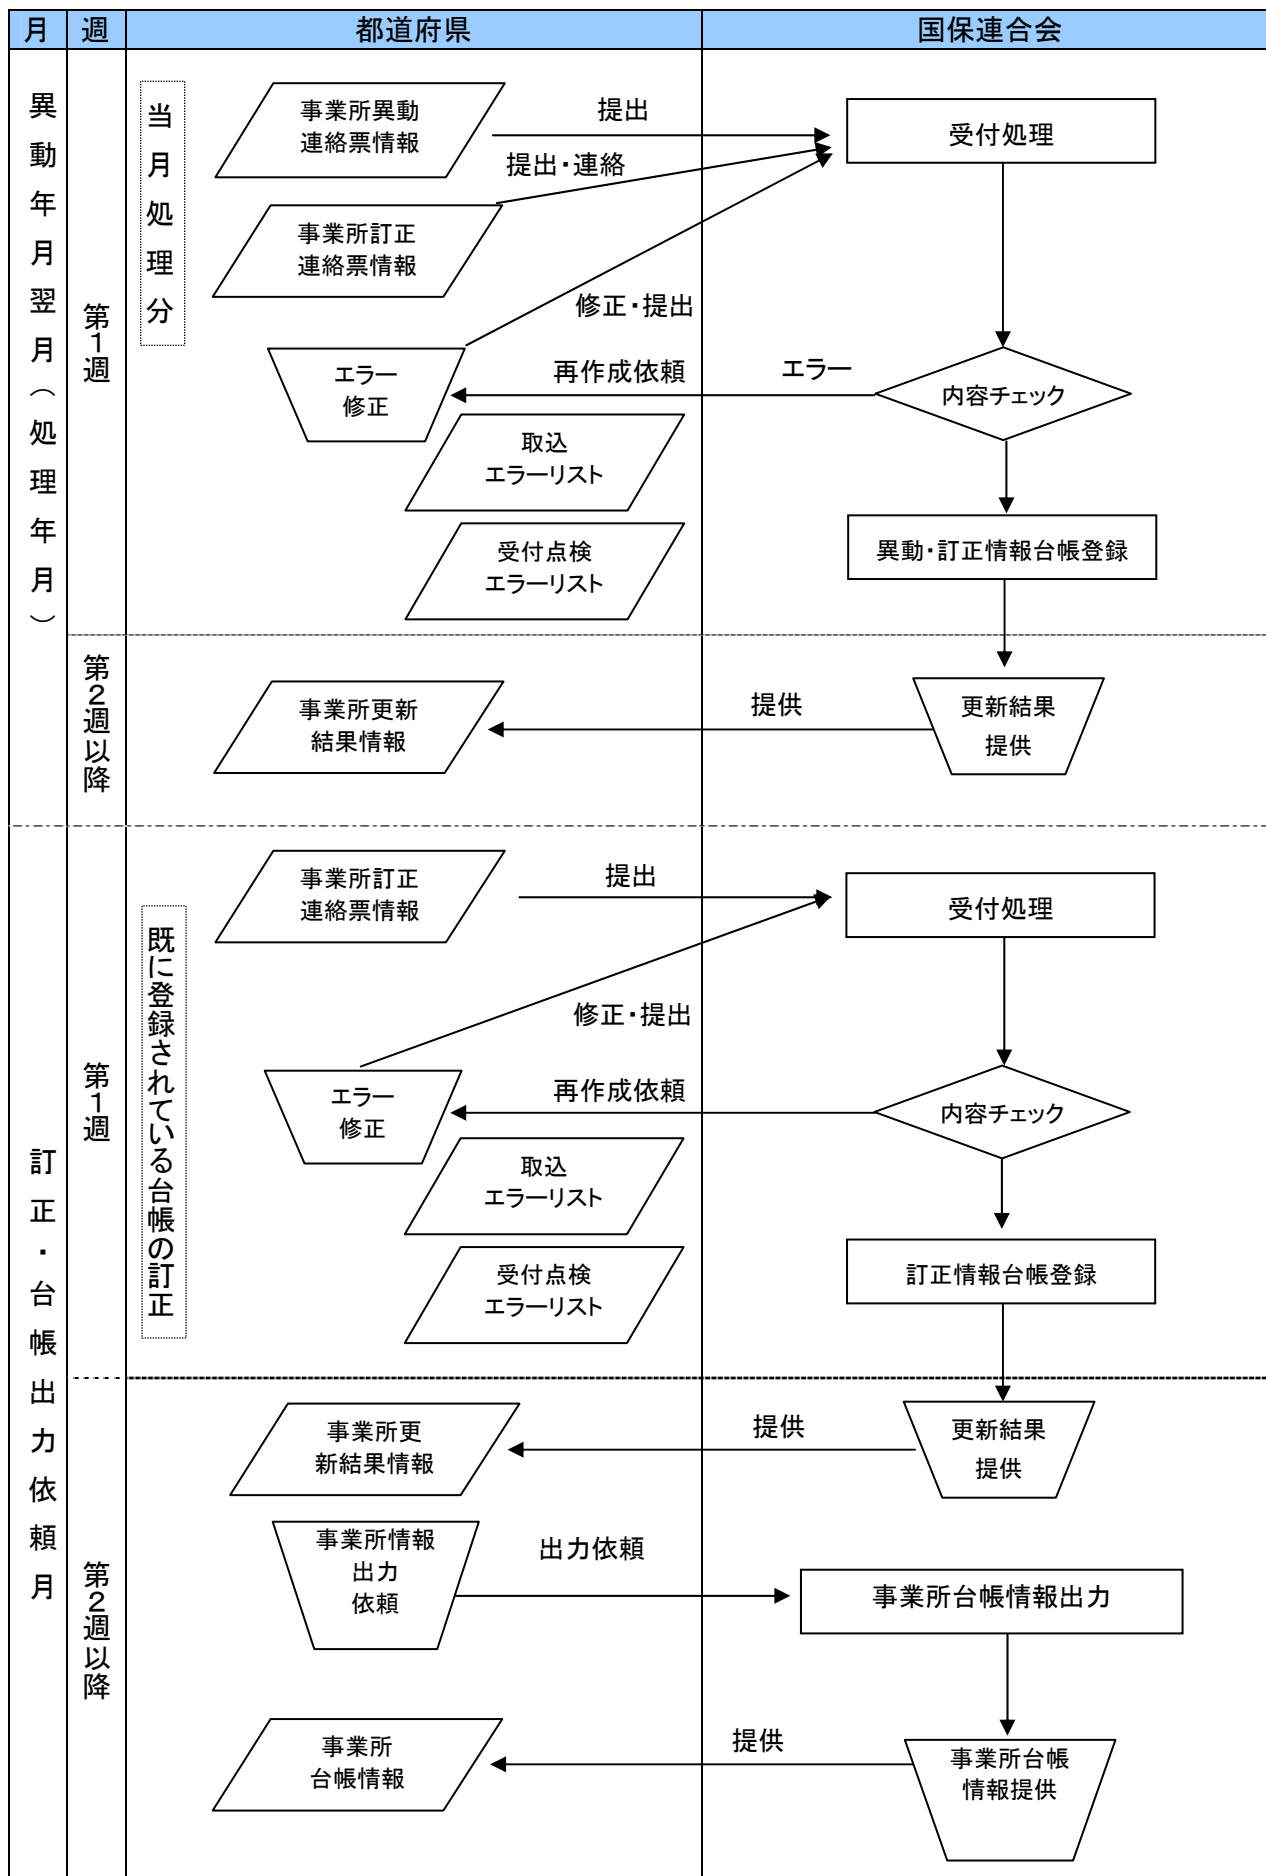 月
週
都道府県
国保連合会
異動年月翌月（処理年月）
第1週
当月処理分
事業所異動
連絡票情報
提出
受付処理
提出・連絡
事業所訂正
連絡票情報
修正・提出
エラー
修正
再作成依頼
エラー
内容チェック
取込
エラーリスト
受付点検
エラーリスト
異動・訂正情報台帳登録
第2週以降
事業所更新
結果情報
提供
更新結果
提供
訂正・台帳出力依頼月
第1週
既に登録されている台帳の訂正
事業所訂正
連絡票情報
提出
受付処理
修正・提出
エラー
修正
再作成依頼
内容チェック
取込
エラーリスト
受付点検
エラーリスト
訂正情報台帳登録
第2週以降
事業所更
新結果情報
提供
更新結果
提供
事業所情報
出力
依頼
出力依頼
事業所台帳情報出力
事業所
台帳情報
提供
事業所台帳
情報提供